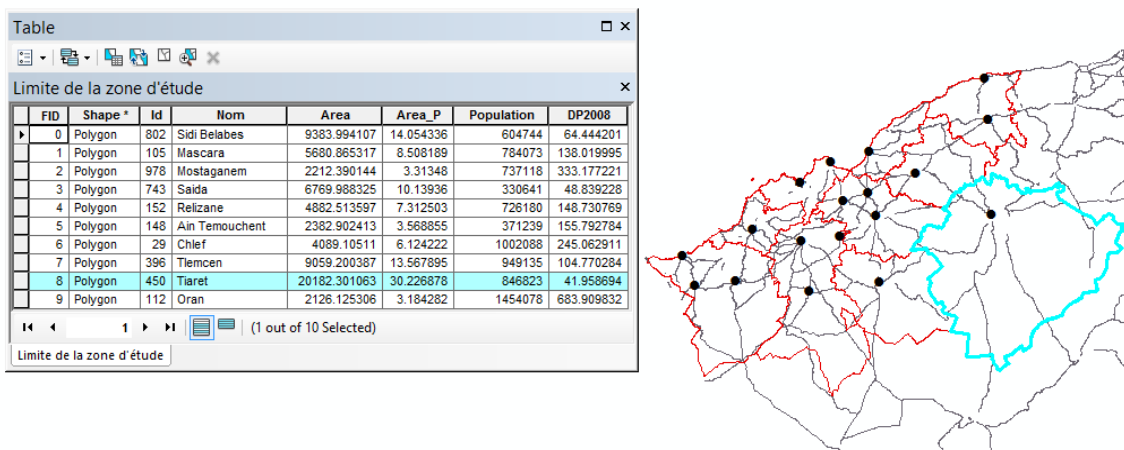 Table
Limite de la zone d'étude
FID Shape * Id Nom Area Area_P Population DP2008
0 Polygon 802 Sidi Belabes 9383.994107 14.054336 604744 64.444201
1 Polygon 105 Mascara 5680.865317 8.508189 784073 138.019995
2 Polygon 978 Mostaganem 2212.390144 3.31348 737118 333.177221
3 Polygon 743 Saida 6769.988325 10.13936 330641 48.839228
4 Polygon 152 Relizane 4882.513597 7.312503 726180 148.730769
5 Polygon 148 Ain Temouchent 2382.902413 3.568855 371239 155.792784
6 Polygon 29 Chlef 4089.10511 6.124222 1002088 245.062911
7 Polygon 396 Tlemcen 9059.200387 13.567895 949135 104.770284
8 Polygon 450 Tiaret 20182.301063 30.226878 846823 41.958694
9 Polygon 112 Oran 2126.125306 3.184282 1454078 683.909832
1 (1 out of 10 Selected)
Limite de la zone d'étude